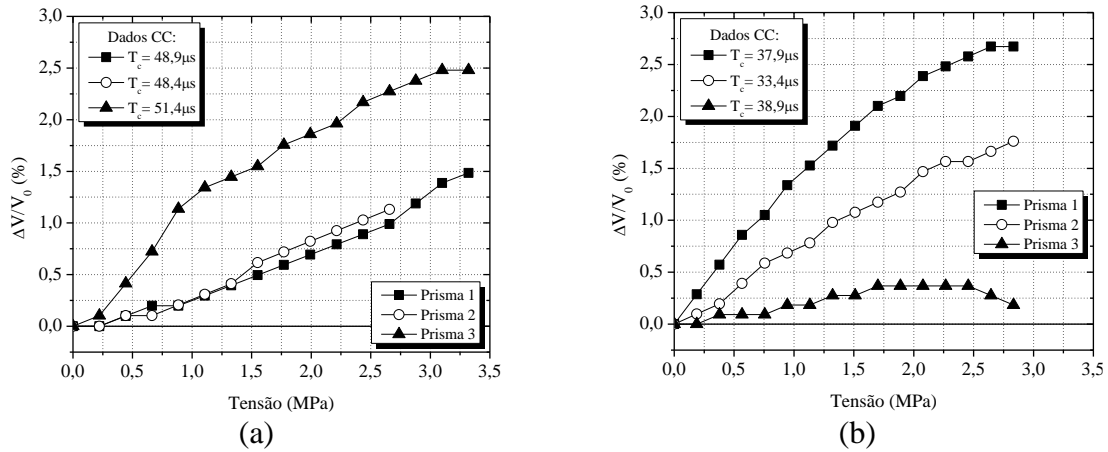 Dados CC:
Tc= 48,9μs
Tc= 48,4μs
Tc= 51,4μs
3,0
2,5
2,0
1,5
1,0
0,5
0,0
ΔV/V0 (%)
Prisma 1
Prisma 2
Prisma 3
0,0 0,5 1,0 1,5 2,0 2,5 3,0 3,5
Tensão (MPa)
(a)
Dados CC:
Tc= 37,9μs
Tc= 33,4μs
Tc= 38,9μs
3,0
2,5
2,0
1,5
1,0
0,5
0,0
ΔV/V0 (%)
Prisma 1
Prisma 2
Prisma 3
0,0 0,5 1,0 1,5 2,0 2,5 3,0 3,5
Tensão (MPa)
(b)